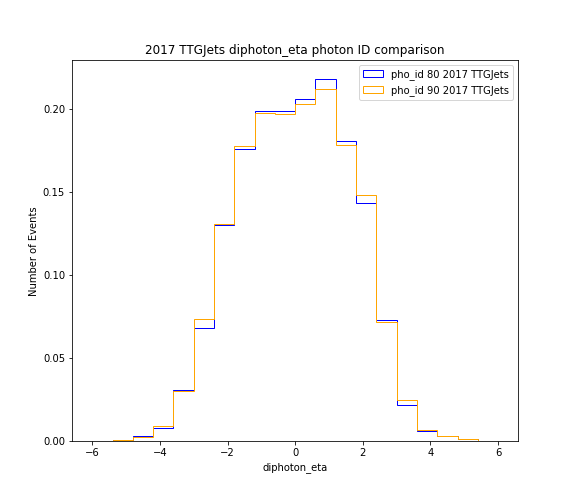 2017 TTGJets diphoton_eta photon ID comparison
pho_id 80 2017 TTGJets
pho_id 90 2017 TTGJets
Number of Events
0.20
0.15
0.10
0.05
0.00
−6 −4 −2 0 2 4 6
diphoton_eta